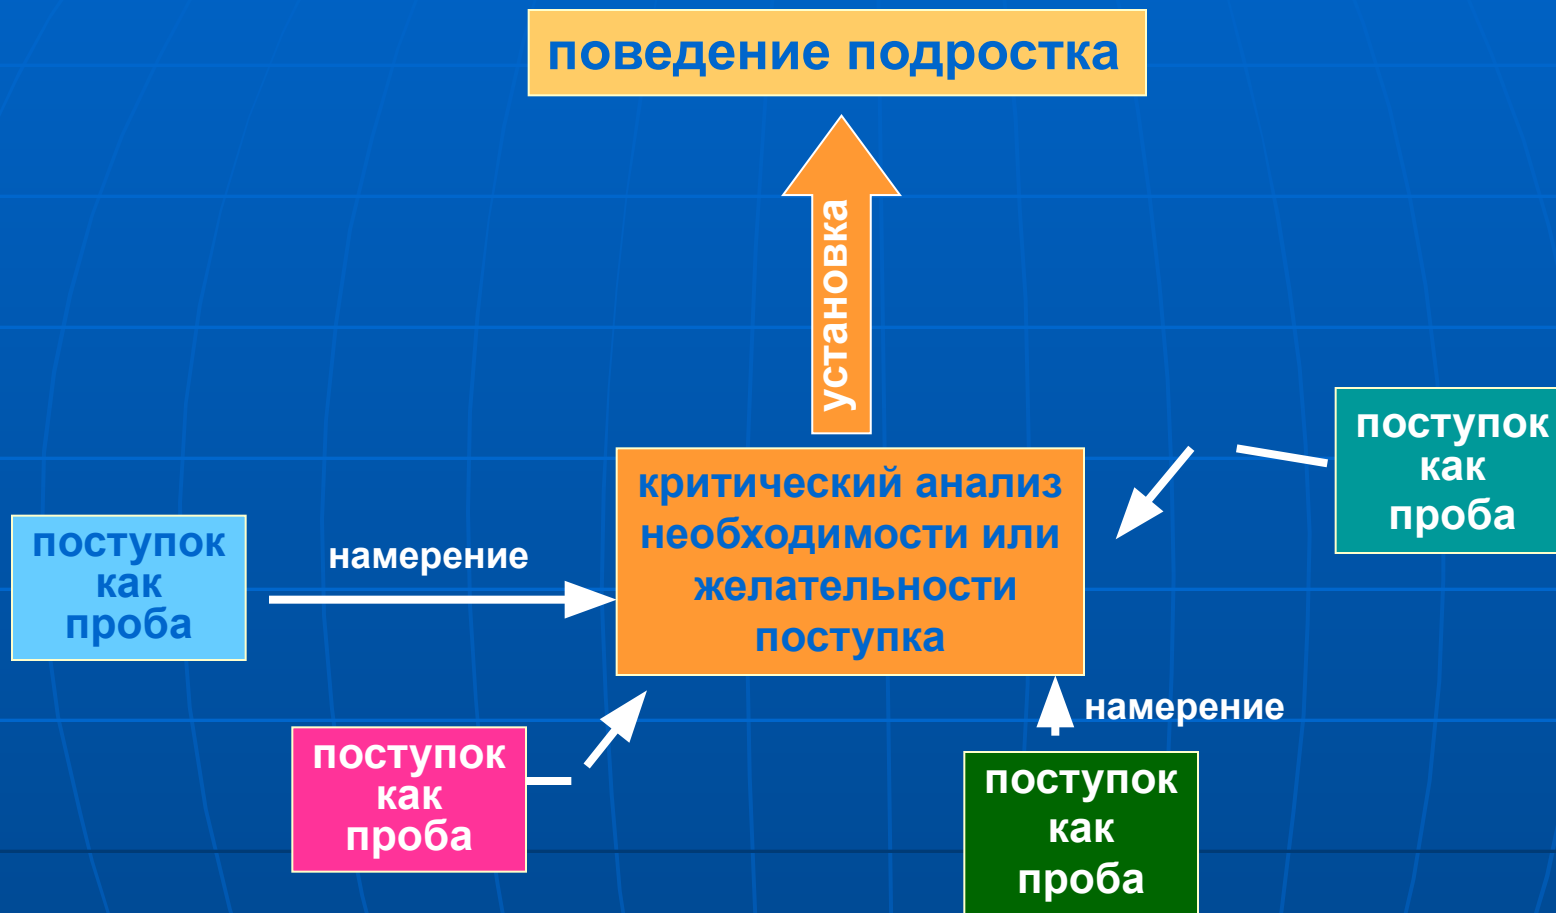 поведение подростка
установка
критический анализ
необходимости или
желательности
поступка
поступок
как
проба
поступок
как
проба
намерение
намерение
поступок
как
проба
поступок
как
проба